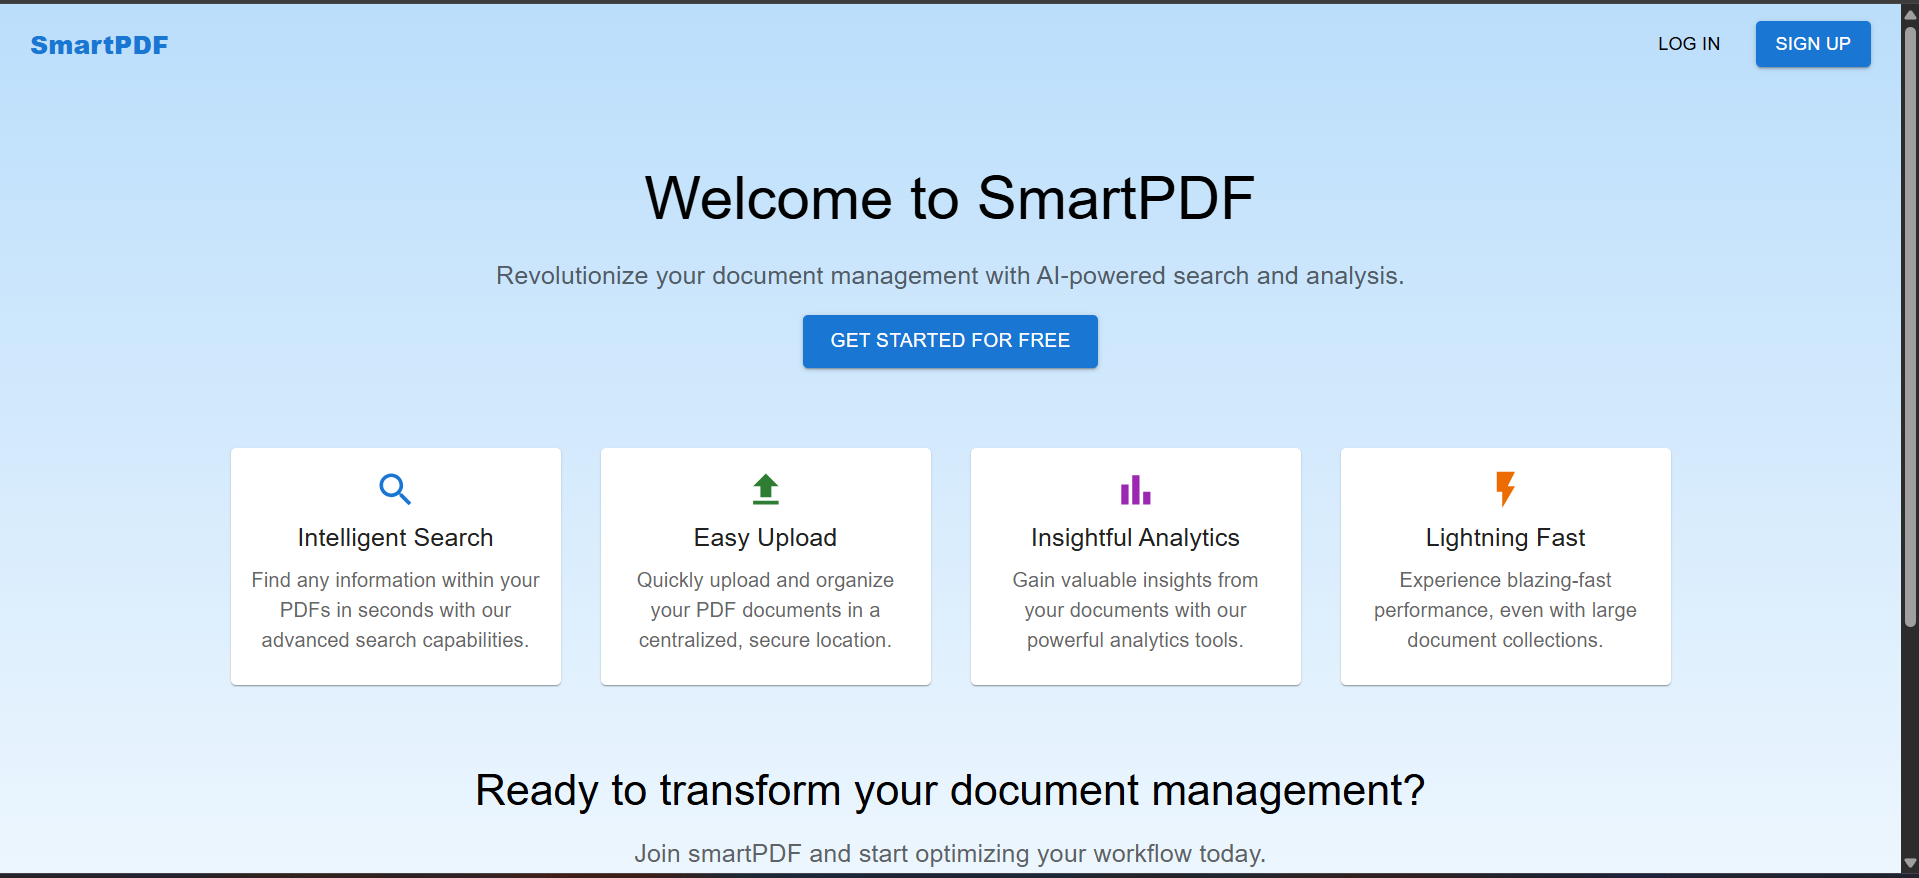 SmartPDF
LOG IN
SIGN UP
Welcome to SmartPDF
Revolutionize your document management with AI-powered search and analysis.
GET STARTED FOR FREE
Intelligent Search
Find any information within your
PDFs in seconds with our
advanced search capabilities.
Easy Upload
Quickly upload and organize
your PDF documents in a
centralized, secure location.
Insightful Analytics
Gain valuable insights from
your documents with our
powerful analytics tools.
Lightning Fast
Experience blazing-fast
performance, even with large
document collections.
Ready to transform your document management?
Join smartPDF and start optimizing your workflow today.